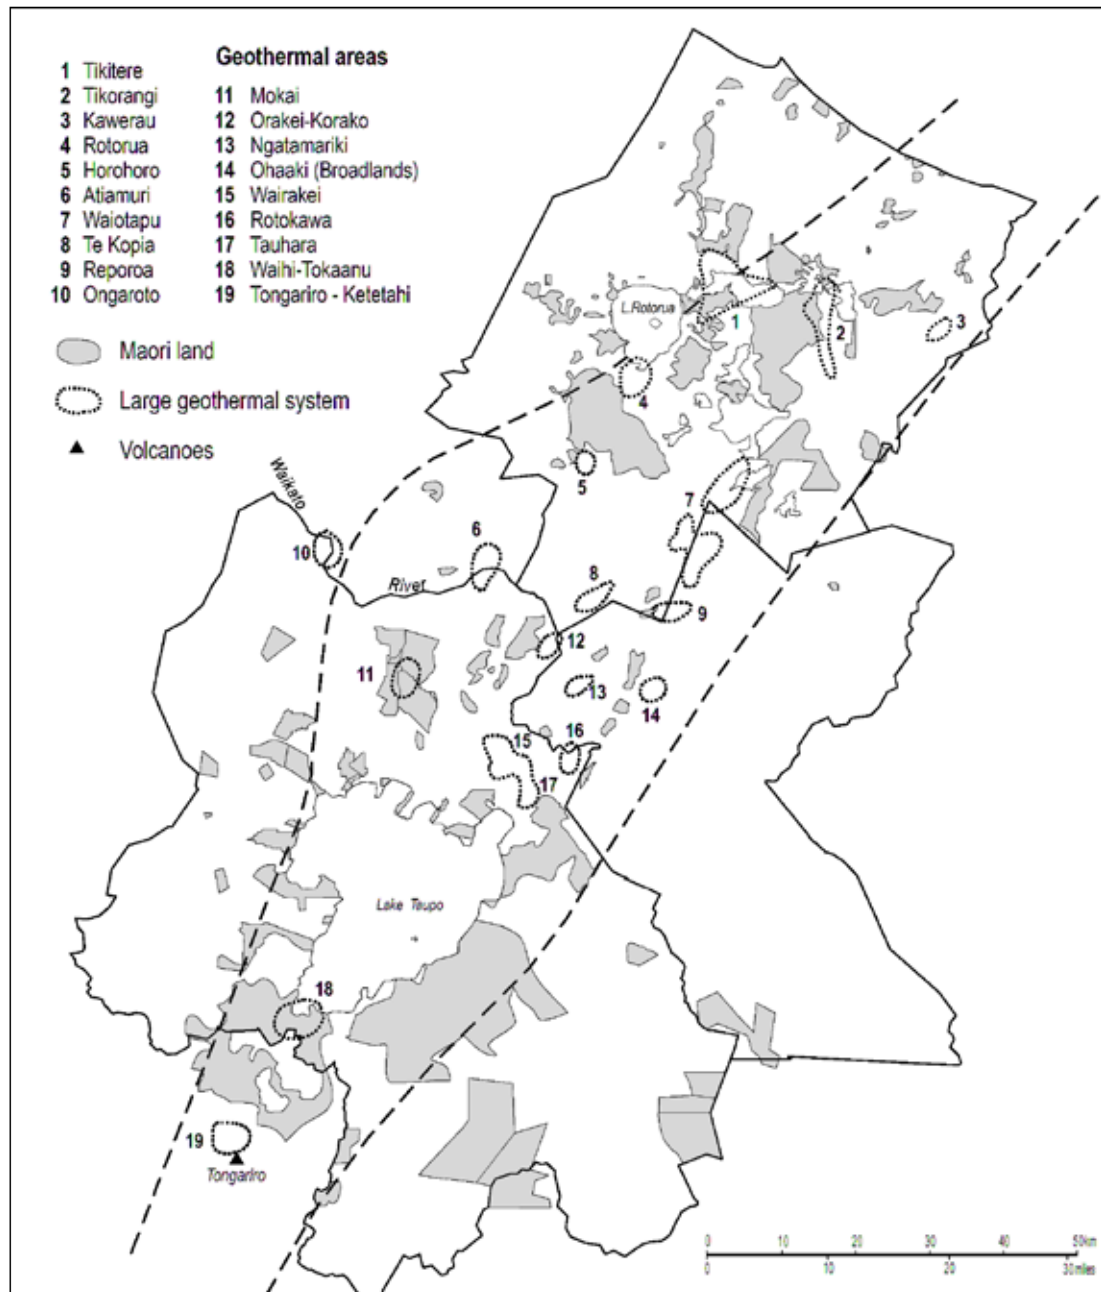 Geothermal areas
1 Tikitere
2 Tikorangi
3 Kawerau
4 Rotorua
5 Horohoro
6 Atiamuri
7 Waiotapu
8 Te Kopia
9 Reporoa
10 Ongaroto
11 Mokai
12 Orakei-Korako
13 Ngatamariki
14 Ohaaki (Broadlands)
15 Wairakei
16 Rotokawa
17 Tauhara
18 Waihi-Tokaanu
19 Tongariro - Ketetahi
Maori land
Large geothermal system
Volcanoes
L.Rotorua
1
2
3
4
5
Waikato
7
6
10
River
8
9
12
11
13
14
15
16
17
Lake Taupo
18
19
Tongariro
0 10 20 30 40 50km
0 10 20 30 miles